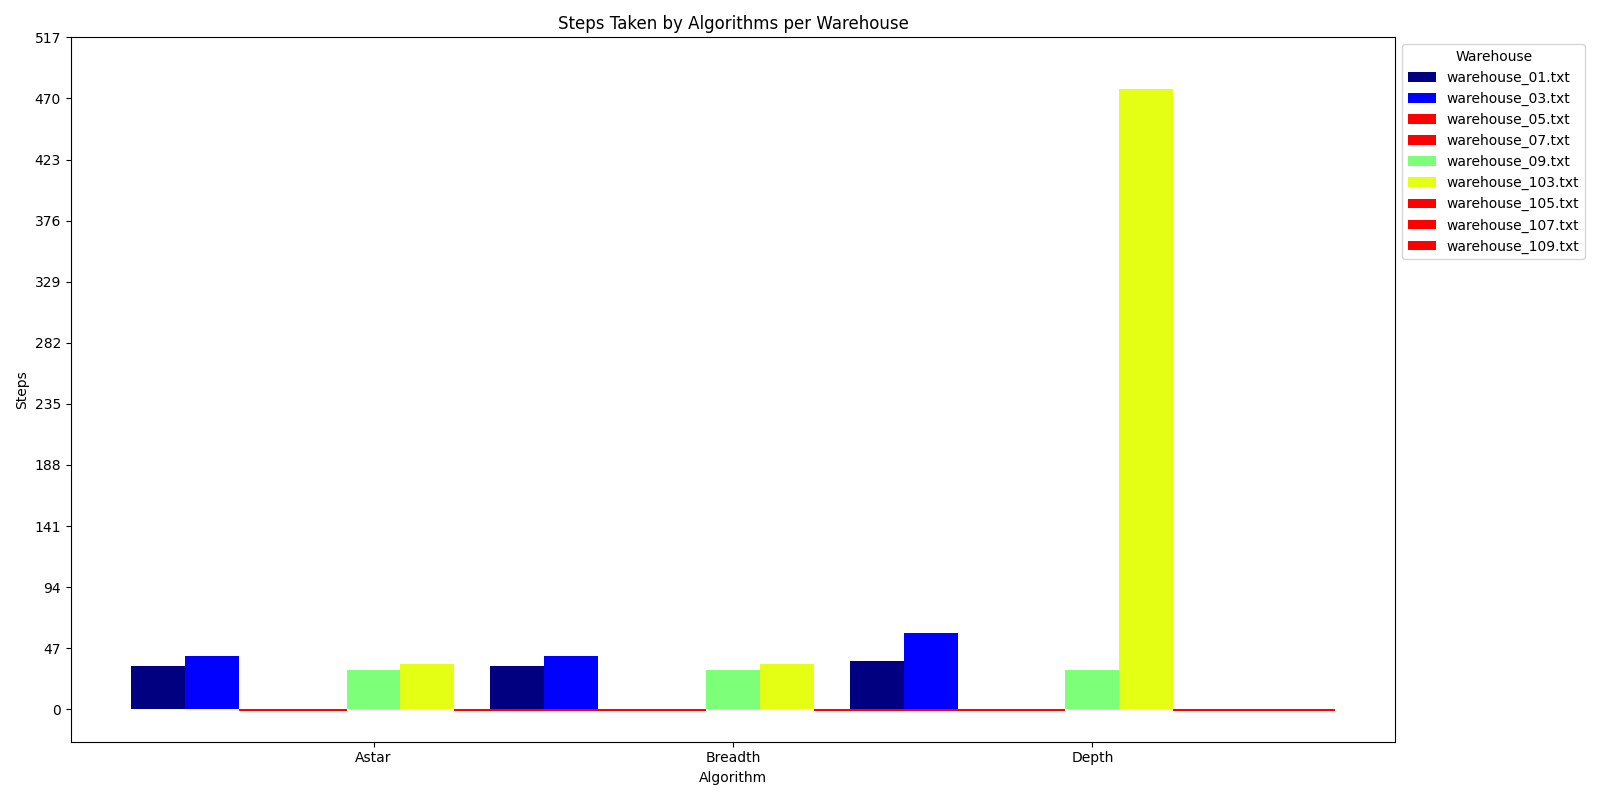 Steps Taken by Algorithms per Warehouse
517
470
423
376
329
282
235
188
141
94
47
0
Steps
Astar
Breadth
Depth
Algorithm
Warehouse
warehouse_01.txt
warehouse_03.txt
warehouse_05.txt
warehouse_07.txt
warehouse_09.txt
warehouse_103.txt
warehouse_105.txt
warehouse_107.txt
warehouse_109.txt